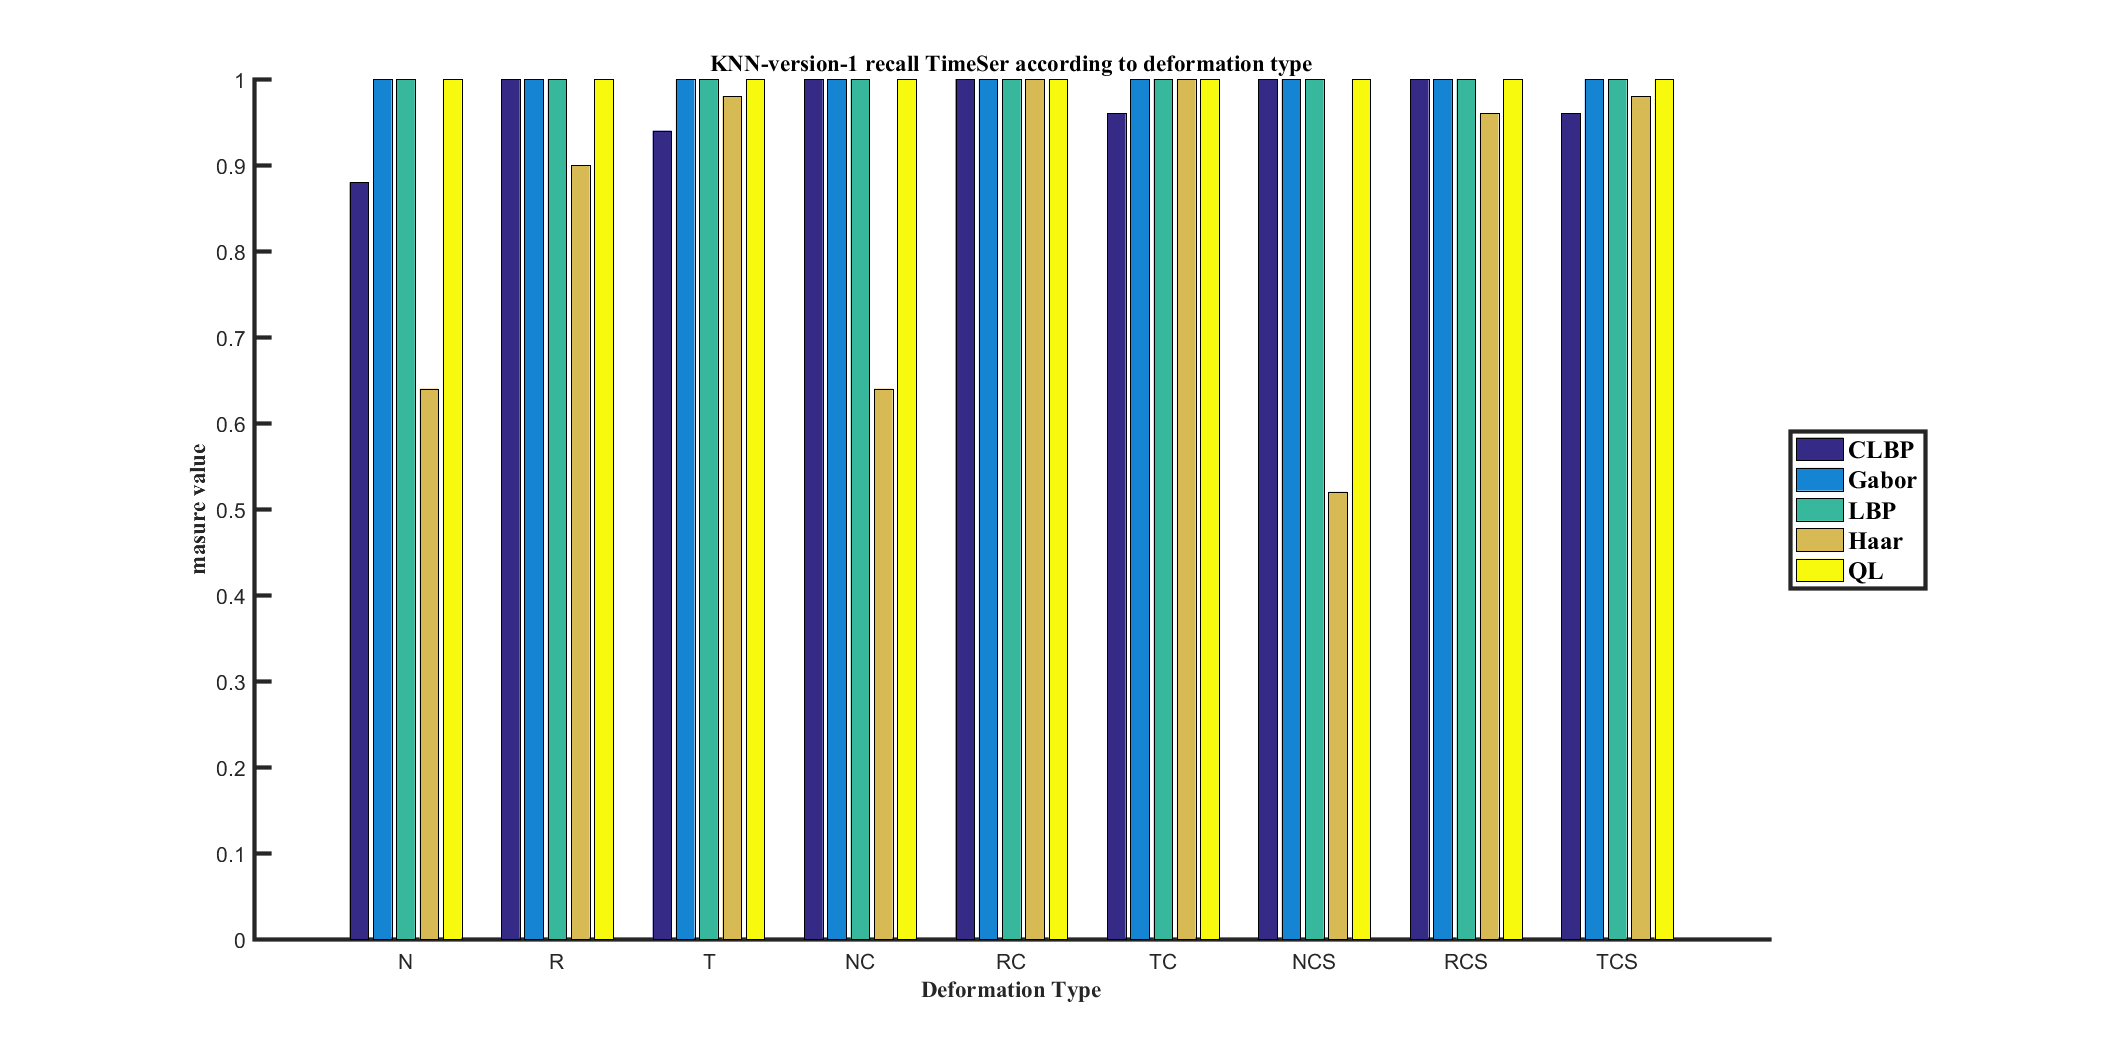 KNN-version-1 recall TimeSer according to deformation type
1
0.9
0.8
0.7
0.6
0.5
0.4
0.3
0.2
0.1
0
masure value
N R T NC RC TC NCS RCS TCS
Deformation Type
CLBP
Gabor
LBP
Haar
QL